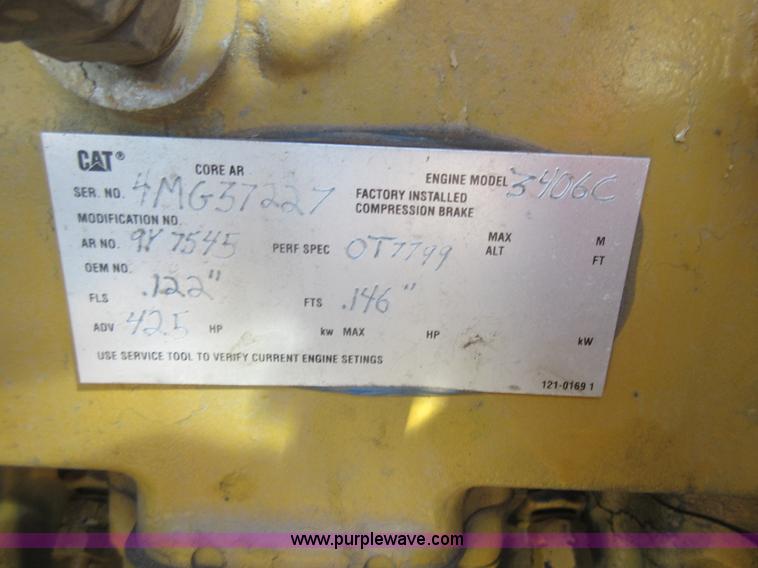 CAT®
CORE AR
ENGINE MODEL 3406C
SER. NO. 4MG37227
FACTORY INSTALLED
COMPRESSION BRAKE
MODIFICATION NO.
AR NO. 9Y7545 PERF SPEC OT7799 MAX M
ALT FT
OEM NO.
FLS .122" FTS .146"
ADV 42.5 HP kw MAX HP kW
USE SERVICE TOOL TO VERIFY CURRENT ENGINE SETINGS
121-0169 1
www.purplewave.com